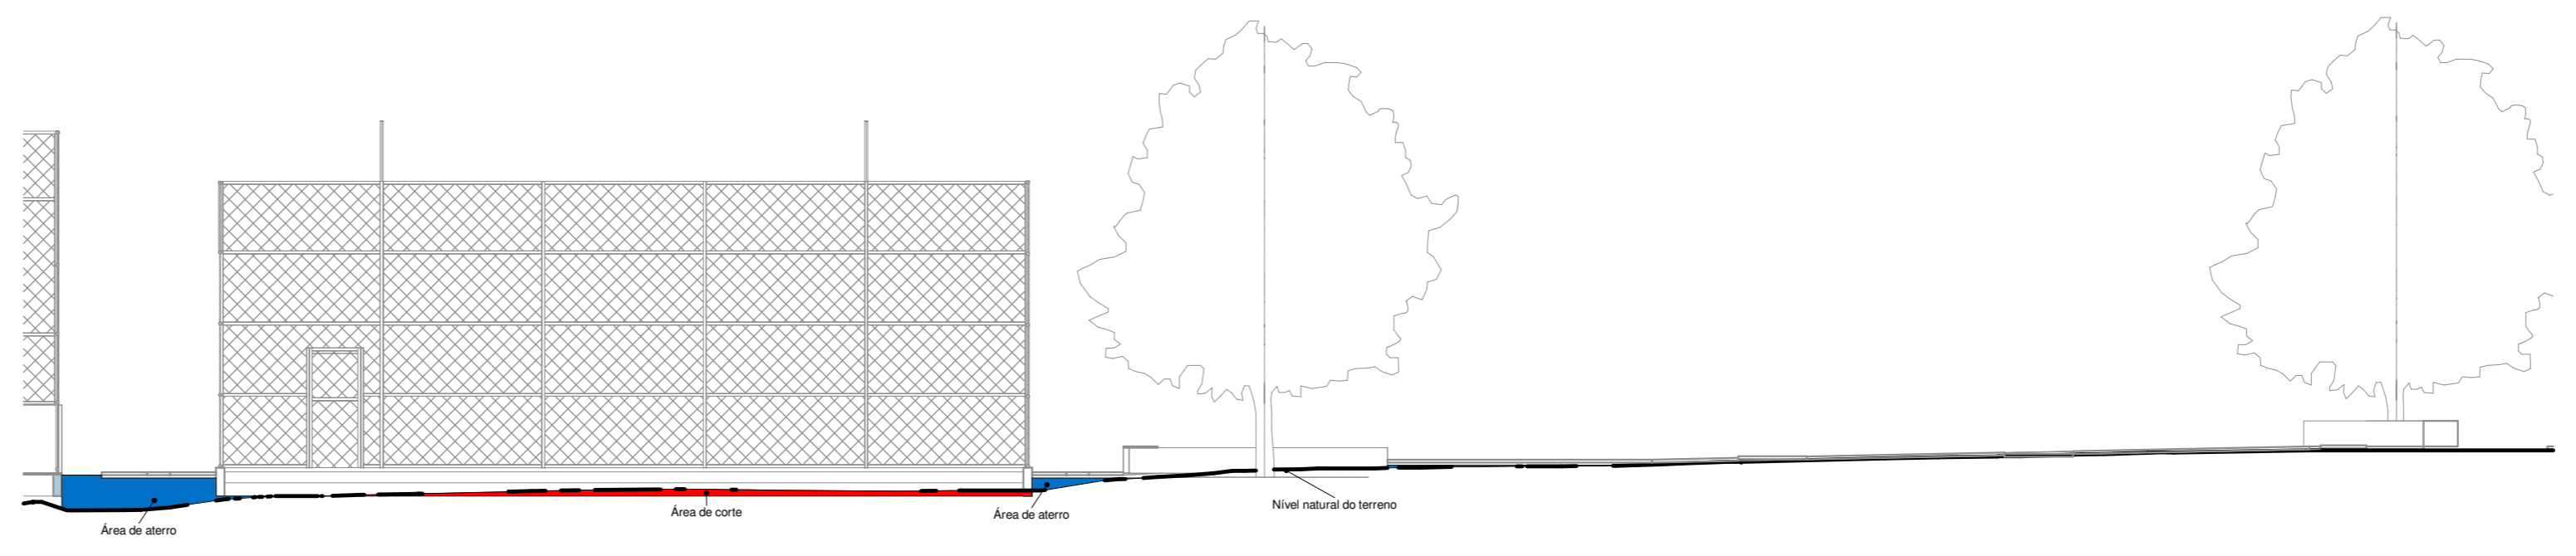 Área de aterro
Área de corte
Área de aterro
Nível natural do terreno